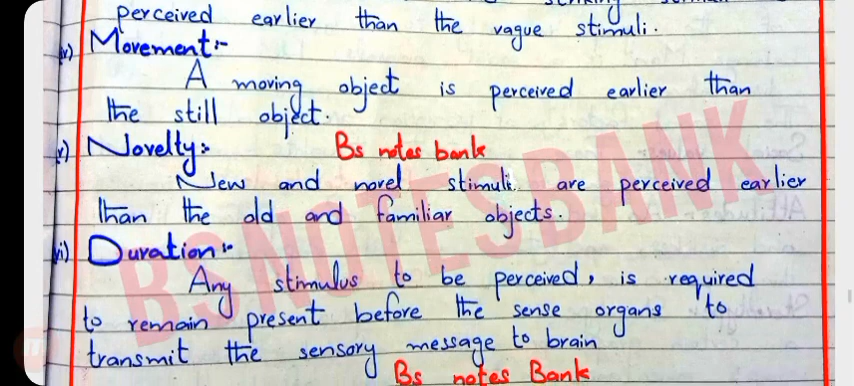 perceived earlier than the vague stimuli.
iv) Movement:-
A moving object is perceived earlier than
the still object.
v) Novelty:-
Bs notes bank
New and novel stimuli are perceived earlier
than the old and familiar objects.
vi) Duration:-
Any stimulus to be perceived, is required
to remain present before the sense organs to
transmit the sensory message to brain
Bs notes Bank
BSNOTESBANK